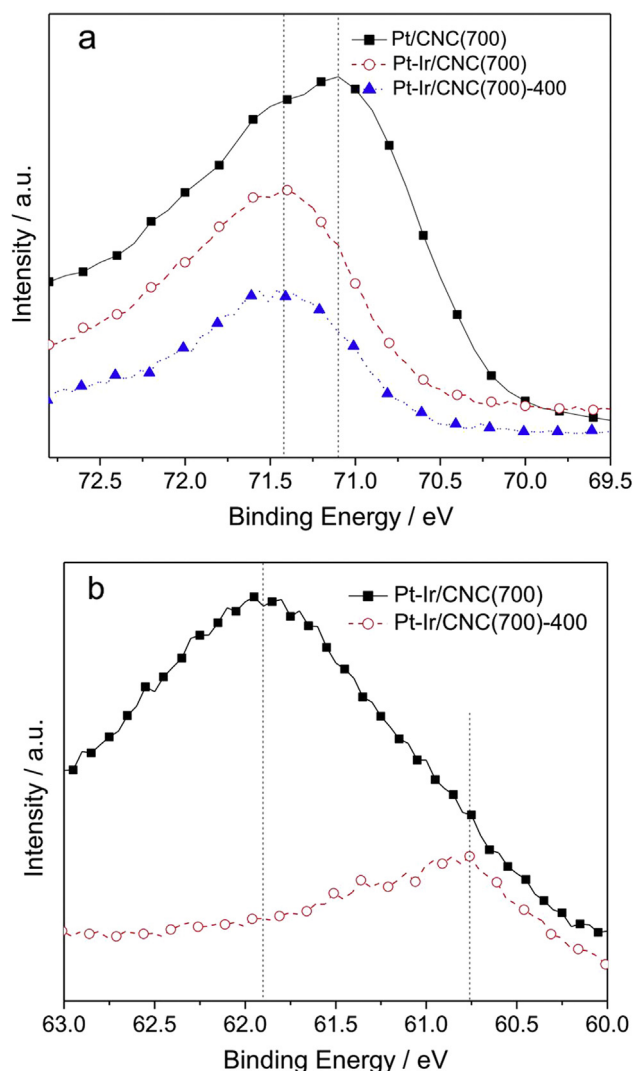 a
Pt/CNC(700)
Pt-Ir/CNC(700)
Pt-Ir/CNC(700)-400
Intensity / a.u.
72.5 72.0 71.5 71.0 70.5 70.0 69.5
Binding Energy / eV
b
Pt-Ir/CNC(700)
Pt-Ir/CNC(700)-400
Intensity / a.u.
63.0 62.5 62.0 61.5 61.0 60.5 60.0
Binding Energy / eV